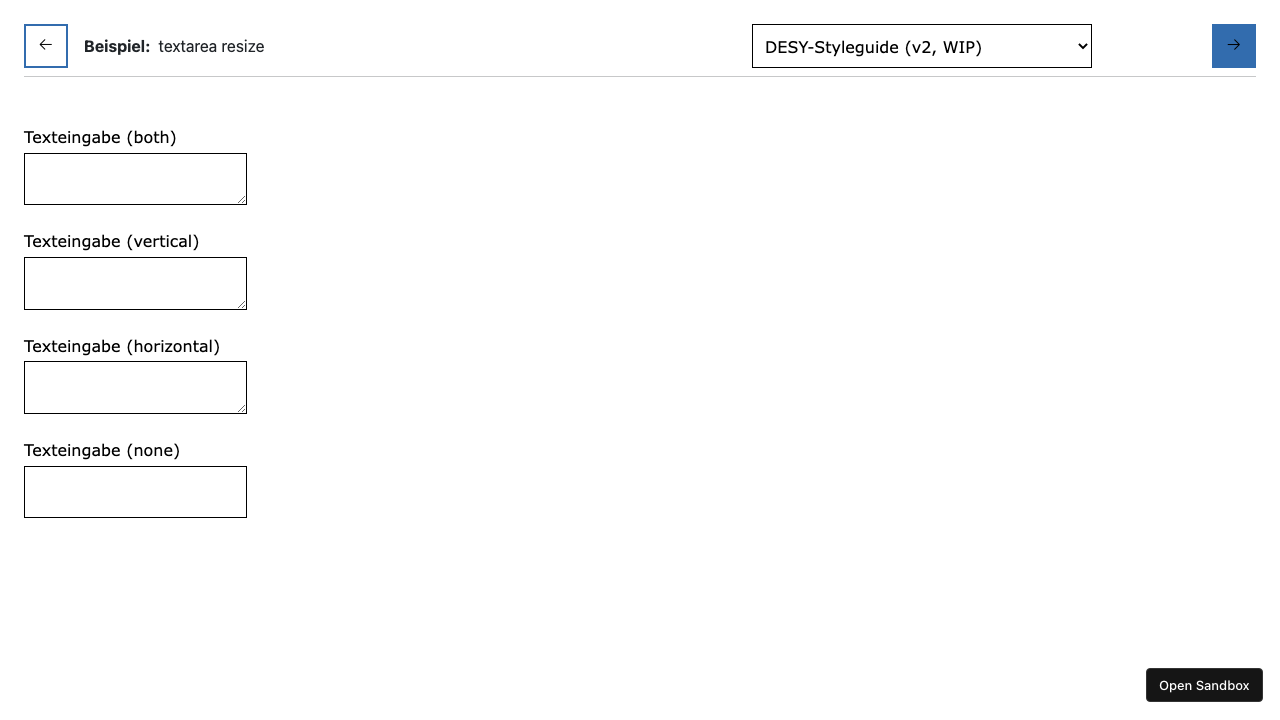 Beispiel: textarea resize
DESY-Styleguide (v2, WIP)
Texteingabe (both)
Texteingabe (vertical)
Texteingabe (horizontal)
Texteingabe (none)
Open Sandbox